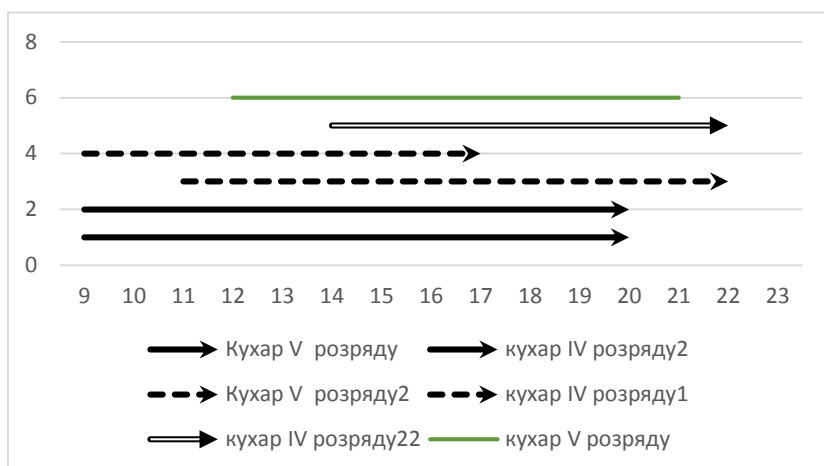 8
6
4
2
0
9 10 11 12 13 14 15 16 17 18 19 20 21 22 23
Кухар V розряду кухар IV розряду2
Кухар V розряду2 кухар IV розряду1
кухар IV розряду22 кухар V розряду